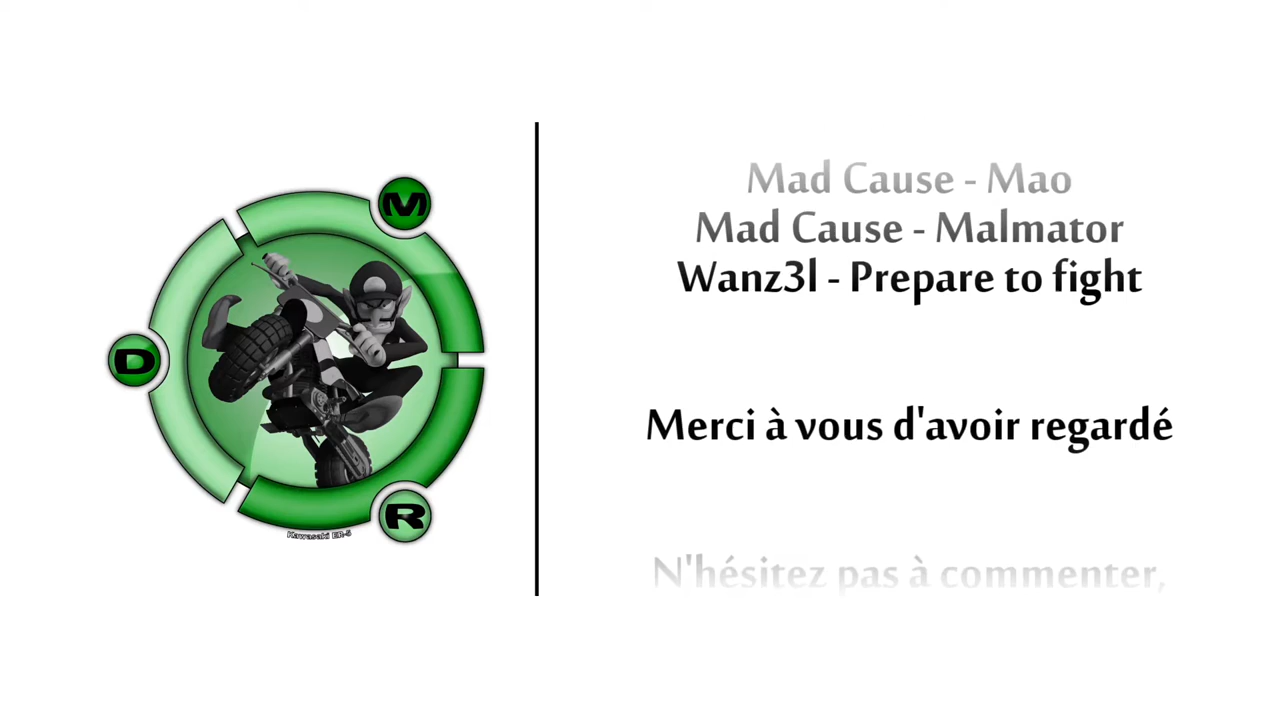 M
D
R
Kawasaki ER-5
Mad Cause - Mao
Mad Cause - Malmator
Wanz3l - Prepare to fight
Merci à vous d'avoir regardé
N'hésitez pas à commenter,